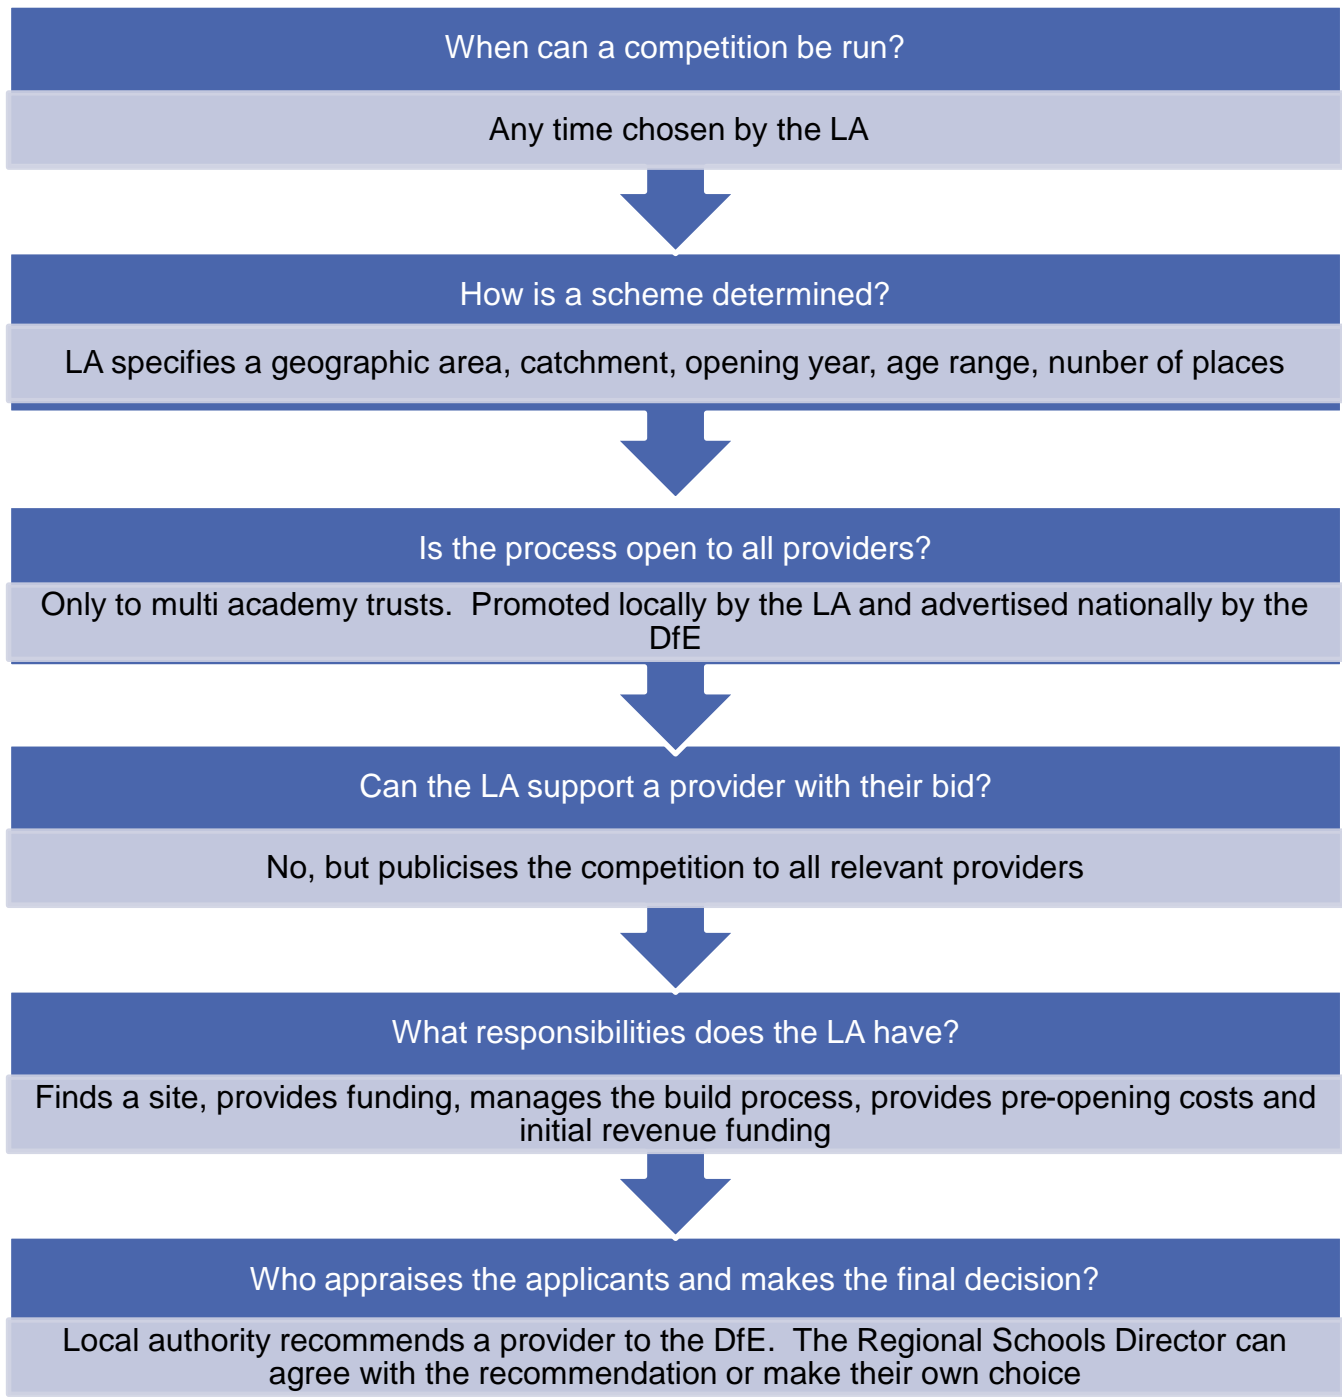 When can a competition be run?
Any time chosen by the LA
How is a scheme determined?
LA specifies a geographic area, catchment, opening year, age range, nunber of places
Is the process open to all providers?
Only to multi academy trusts.  Promoted locally by the LA and advertised nationally by the
DfE
Can the LA support a provider with their bid?
No, but publicises the competition to all relevant providers
What responsibilities does the LA have?
Finds a site, provides funding, manages the build process, provides pre-opening costs and
initial revenue funding
Who appraises the applicants and makes the final decision?
Local authority recommends a provider to the DfE.  The Regional Schools Director can
agree with the recommendation or make their own choice